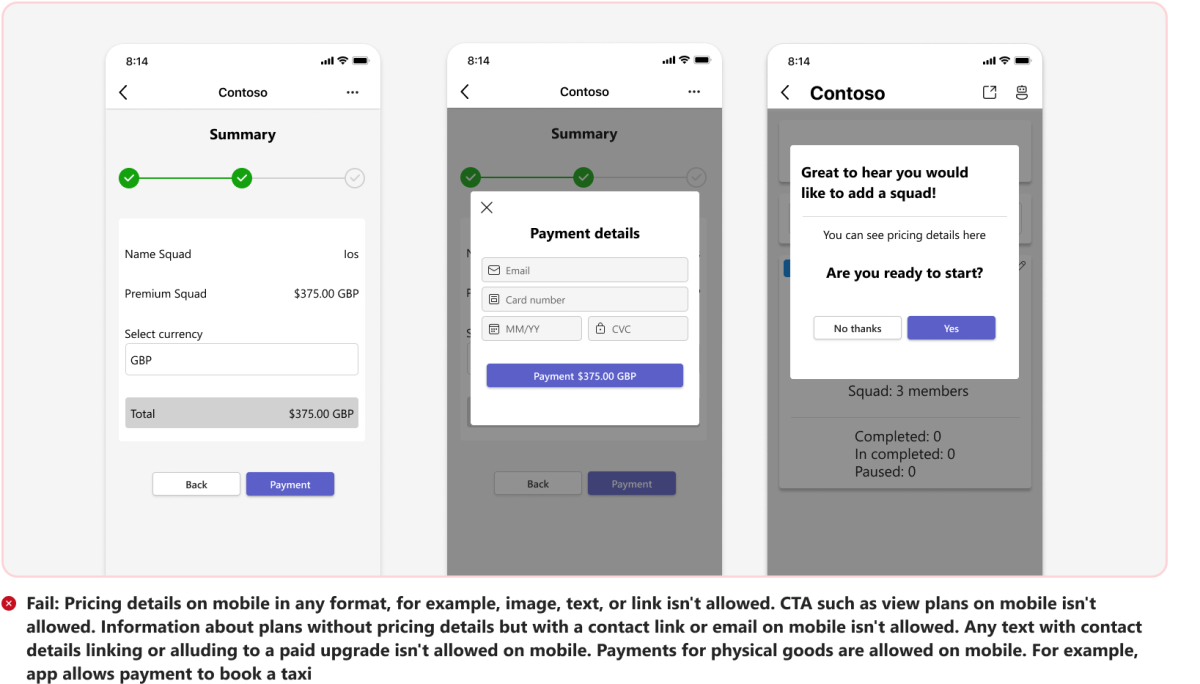 8:14
Contoso
Summary
Name Squad
Ios
Premium Squad
$375.00 GBP
Select currency
GBP
Total
$375.00 GBP
Back
Payment
8:14
Contoso
Summary
Payment details
Email
Card number
MM/YY
CVC
Payment $375.00 GBP
Back
Payment
8:14
Contoso
Great to hear you would
like to add a squad!
You can see pricing details here
Are you ready to start?
No thanks
Yes
Squad: 3 members
Completed: 0
In completed: 0
Paused: 0
Fail: Pricing details on mobile in any format, for example, image, text, or link isn't allowed. CTA such as view plans on mobile isn't
allowed. Information about plans without pricing details but with a contact link or email on mobile isn't allowed. Any text with contact
details linking or alluding to a paid upgrade isn't allowed on mobile. Payments for physical goods are allowed on mobile. For example,
app allows payment to book a taxi